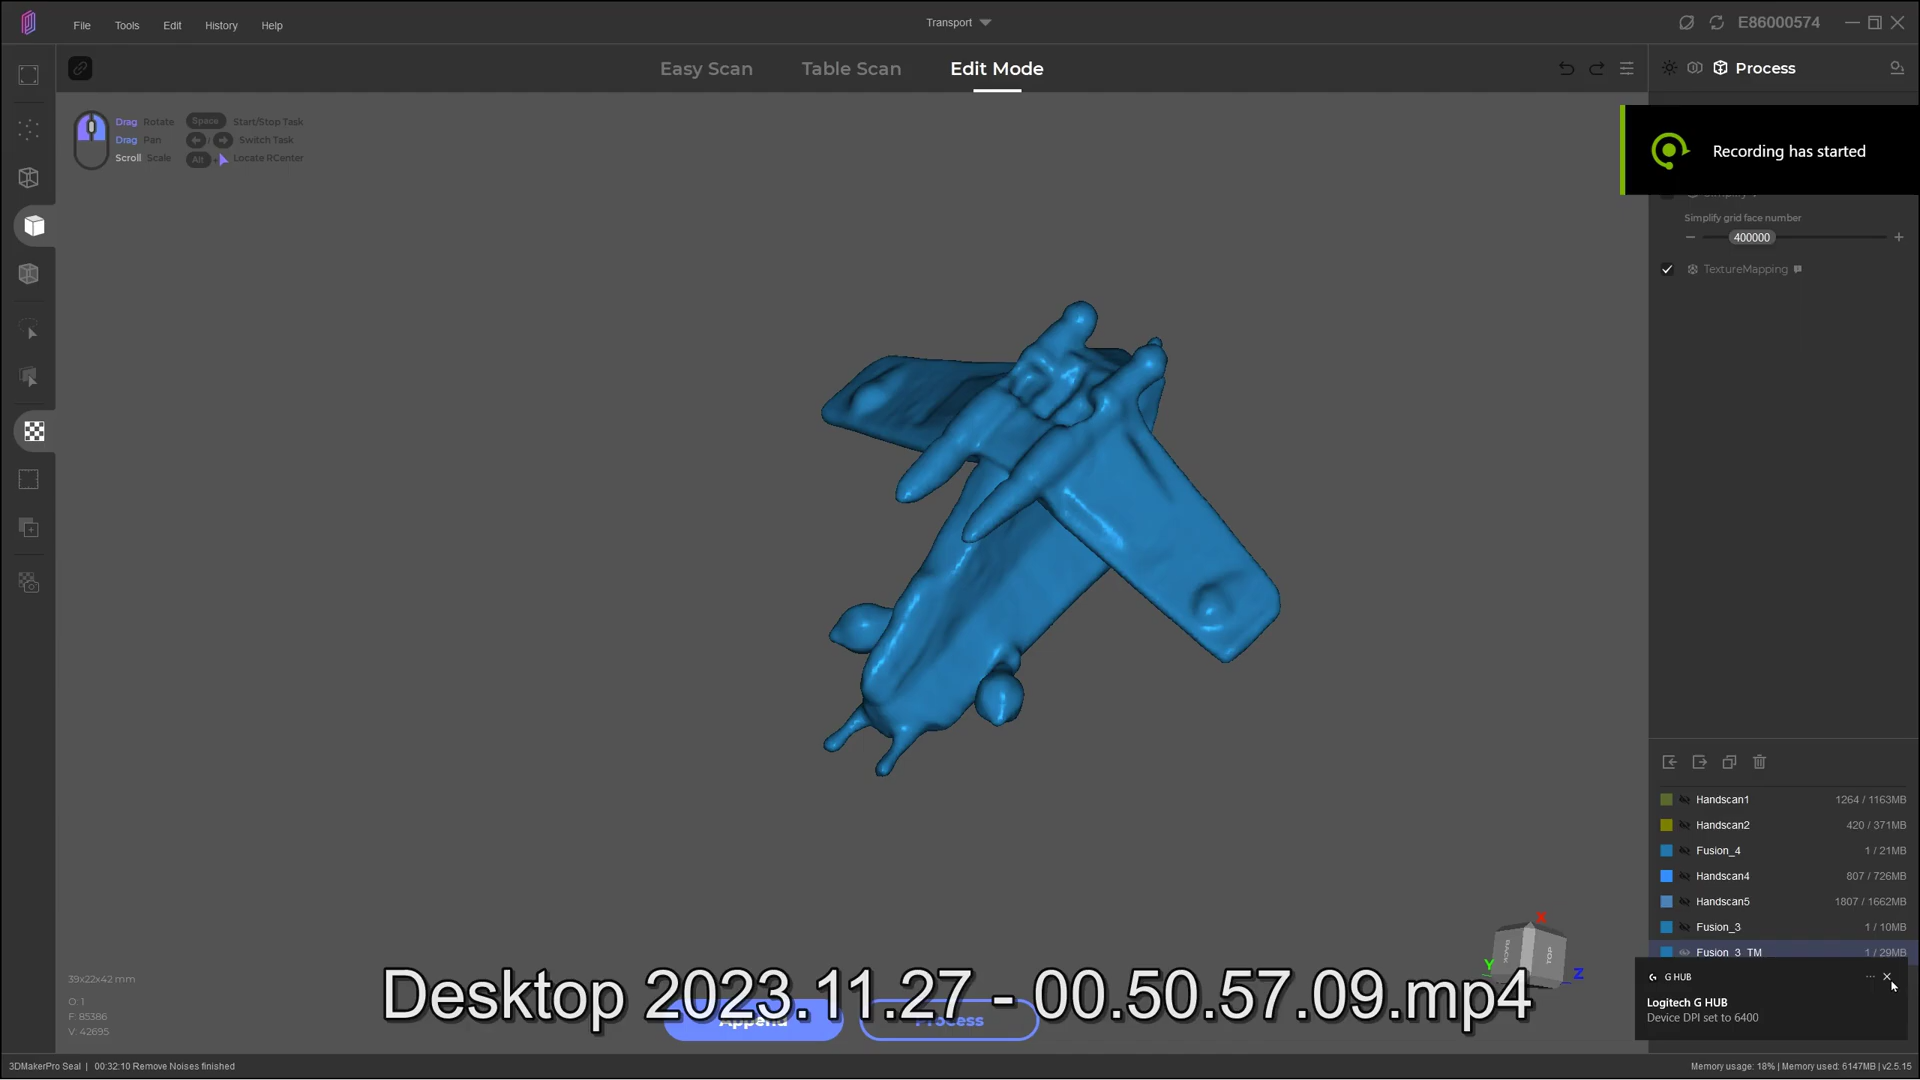 File Tools Edit History Help
Transport
E86000574
Easy Scan Table Scan Edit Mode
Process
Drag Rotate Space Start/Stop Task
Drag Pan / Switch Task
Scroll Scale Alt + Locate RCenter
Recording has started
Simplify grid face number
400000
TextureMapping
Handscan1 1264 / 1163MB
Handscan2 420 / 371MB
Fusion_4 1 / 21MB
Handscan4 807 / 726MB
Handscan5 1807 / 1662MB
Fusion_3 1 / 10MB
Fusion_3_TM 1 / 29MB
X
BACK TOP
Y Z
G HUB
Logitech G HUB
Device DPI set to 6400
39x22x42 mm
O: 1
F: 85386
V: 42695
Desktop 2023.11.27 - 00.50.57.09.mp4
Append Process
3DMakerPro Seal | 00:32:10 Remove Noises finished
Memory usage: 18% | Memory used: 6147MB | v2.5.15